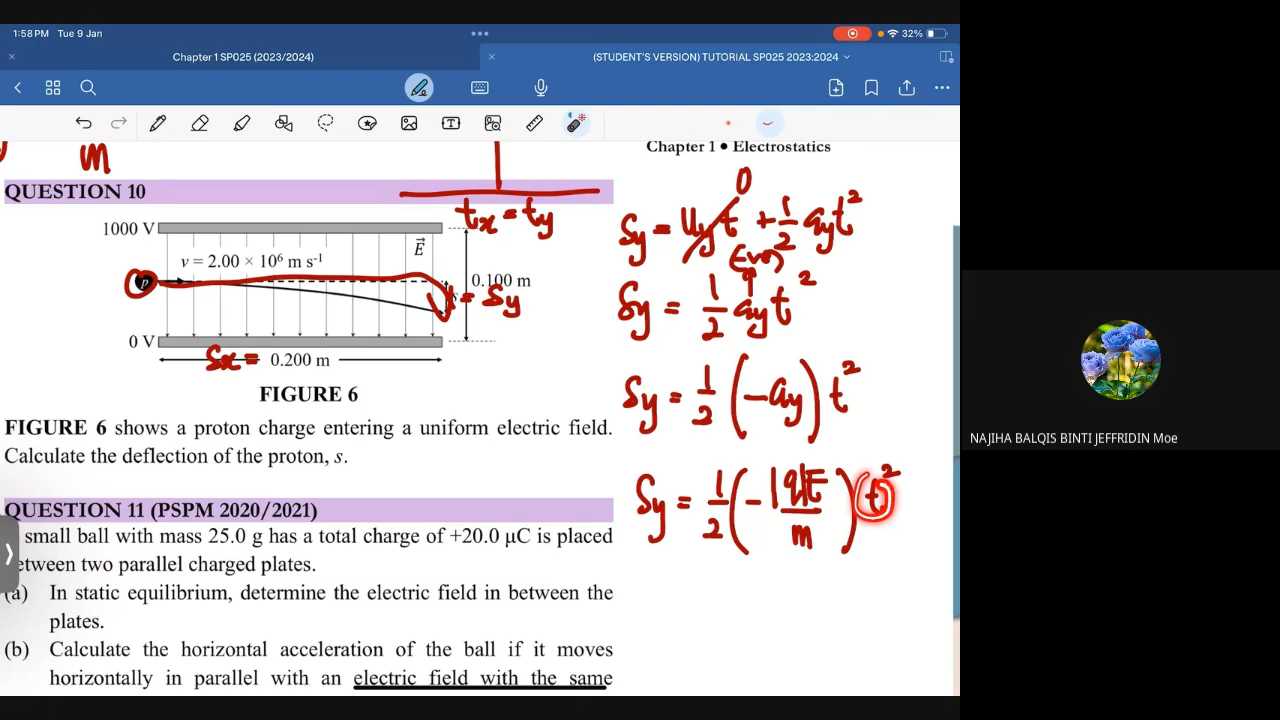 1:58 PM Tue 9 Jan
32%
Chapter 1 SP025 (2023/2024)
(STUDENT'S VERSION) TUTORIAL SP025 2023:2024
m
Chapter 1 • Electrostatics
QUESTION 10
tx = ty
1000 V
E
v = 2.00 × 10⁶ m s⁻¹
p
0.100 m
= Sy
0 V
Sx = 0.200 m
FIGURE 6
FIGURE 6 shows a proton charge entering a uniform electric field.
Calculate the deflection of the proton, s.
QUESTION 11 (PSPM 2020/2021)
small ball with mass 25.0 g has a total charge of +20.0 μC is placed
etween two parallel charged plates.
(a) In static equilibrium, determine the electric field in between the
plates.
(b) Calculate the horizontal acceleration of the ball if it moves
horizontally in parallel with an electric field with the same
0
Sy = uyt + 1/2 ayt²
(-ve)
Sy = 1/2 ayt²
Sy = 1/2 (-ay) t²
Sy = 1/2 (- |q|E/m) t²
NAJIHA BALQIS BINTI JEFFRIDIN Moe